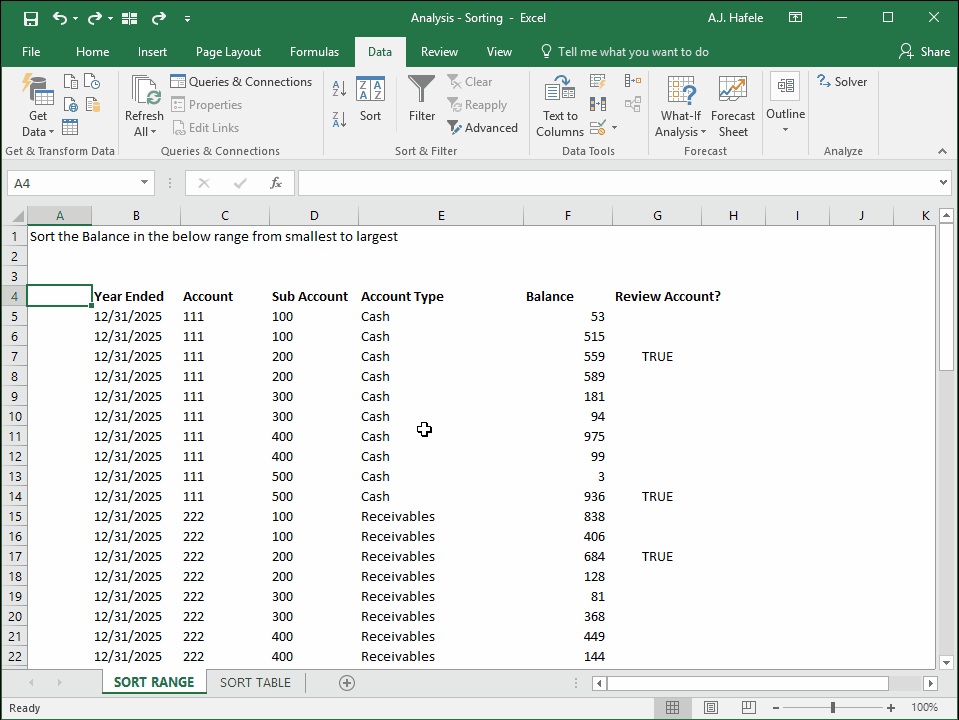 Analysis - Sorting - Excel
A.J. Hafele
File Home Insert Page Layout Formulas Data Review View Tell me what you want to do Share
Get Data
Get & Transform Data
Refresh All
Queries & Connections
Properties
Edit Links
Queries & Connections
Sort
Filter
Clear
Reapply
Advanced
Sort & Filter
Text to Columns
Data Tools
What-If Analysis
Forecast Sheet
Forecast
Outline
Solver
Analyze
A4
fx
A B C D E F G H I J K
1 Sort the Balance in the below range from smallest to largest
2
3
4 Year Ended Account Sub Account Account Type Balance Review Account?
5 12/31/2025 111 100 Cash 53
6 12/31/2025 111 100 Cash 515
7 12/31/2025 111 200 Cash 559 TRUE
8 12/31/2025 111 200 Cash 589
9 12/31/2025 111 300 Cash 181
10 12/31/2025 111 300 Cash 94
11 12/31/2025 111 400 Cash 975
12 12/31/2025 111 400 Cash 99
13 12/31/2025 111 500 Cash 3
14 12/31/2025 111 500 Cash 936 TRUE
15 12/31/2025 222 100 Receivables 838
16 12/31/2025 222 100 Receivables 406
17 12/31/2025 222 200 Receivables 684 TRUE
18 12/31/2025 222 200 Receivables 128
19 12/31/2025 222 300 Receivables 81
20 12/31/2025 222 300 Receivables 368
21 12/31/2025 222 400 Receivables 449
22 12/31/2025 222 400 Receivables 144
SORT RANGE SORT TABLE
Ready
100%